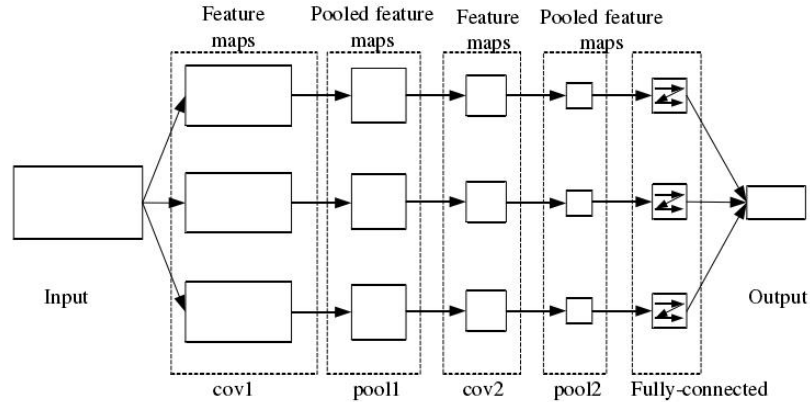 Feature
maps
Pooled feature
maps
Feature
maps
Pooled feature
maps
Input
Output
cov1
pool1
cov2
pool2
Fully-connected